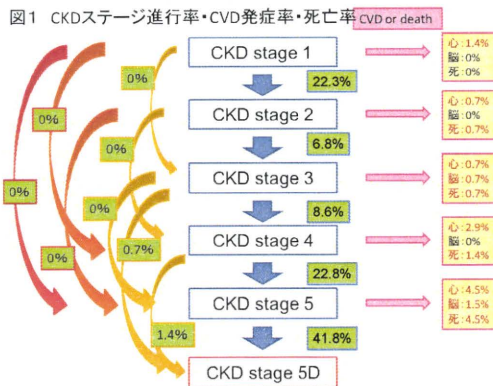 図1 CKDステージ進行率・CVD発症率・死亡率
CVD or death
CKD stage 1
心:1.4%
脳:0%
死:0%
22.3%
0%
CKD stage 2
心:0.7%
脳:0%
死:0.7%
0%
0%
6.8%
CKD stage 3
心:0.7%
脳:0.7%
死:0.7%
0%
0%
8.6%
0.7%
CKD stage 4
心:2.9%
脳:0%
死:1.4%
0%
22.8%
CKD stage 5
心:4.5%
脳:1.5%
死:4.5%
1.4%
41.8%
CKD stage 5D